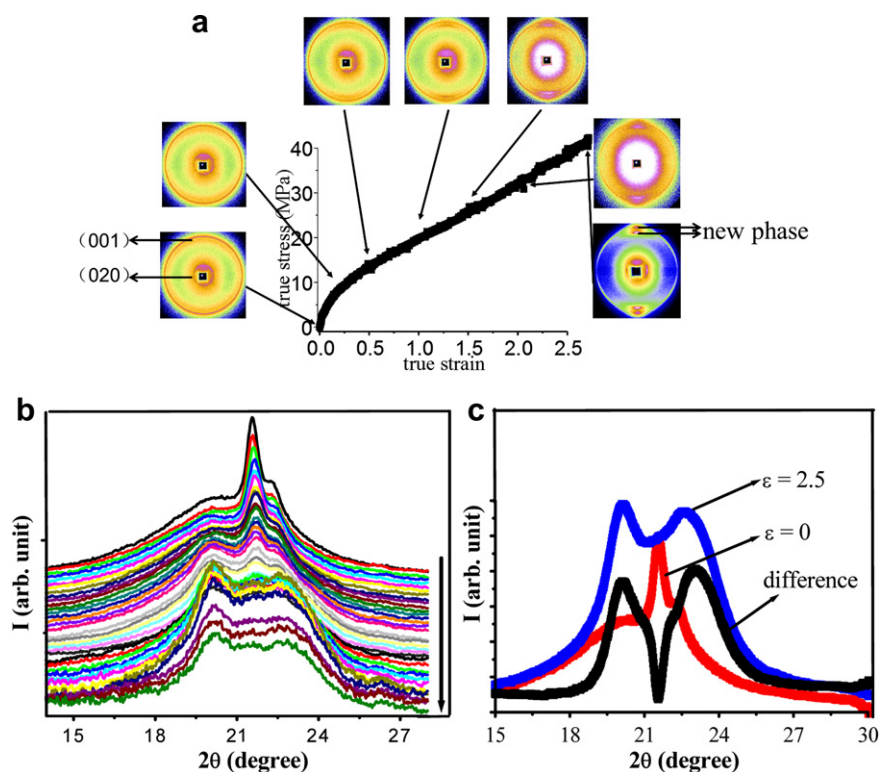 a
(001)
(020)
new phase
true stress (MPa)
40
30
20
10
0
0.0 0.5 1.0 1.5 2.0 2.5
true strain
b
I (arb. unit)
15 18 21 24 27
2θ (degree)
c
ε = 2.5
ε = 0
difference
I (arb. unit)
15 18 21 24 27 30
2θ (degree)